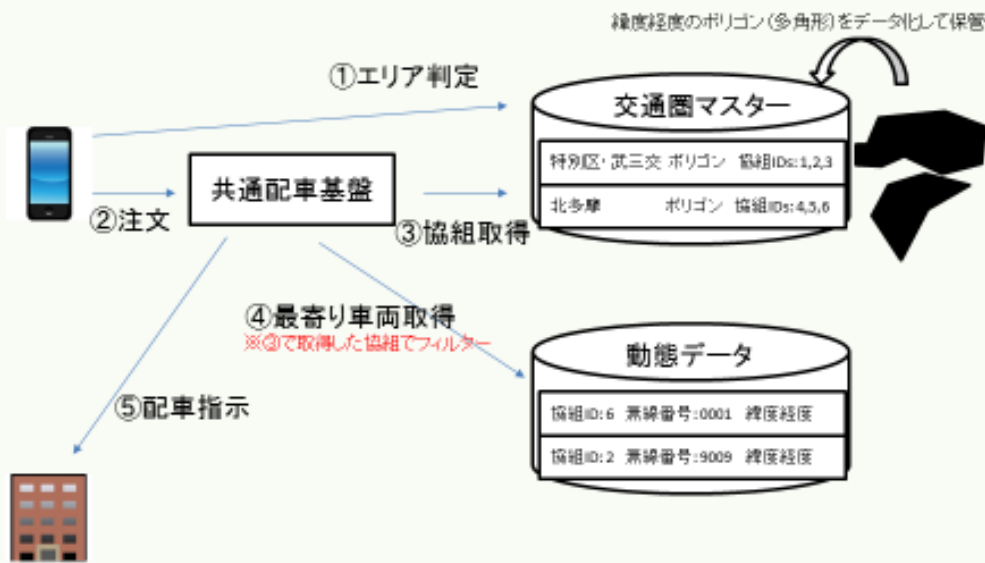 緯度経度のポリゴン(多角形)をデータ化して保管
①エリア判定
交通圏マスター
特別区・武三交 ポリゴン 協組IDs:1,2,3
北多摩 ポリゴン 協組IDs:4,5,6
共通配車基盤
②注文
③協組取得
④最寄り車両取得
※③で取得した協組でフィルター
動態データ
協組ID:6 無線番号:0001 緯度経度
協組ID:2 無線番号:9009 緯度経度
⑤配車指示